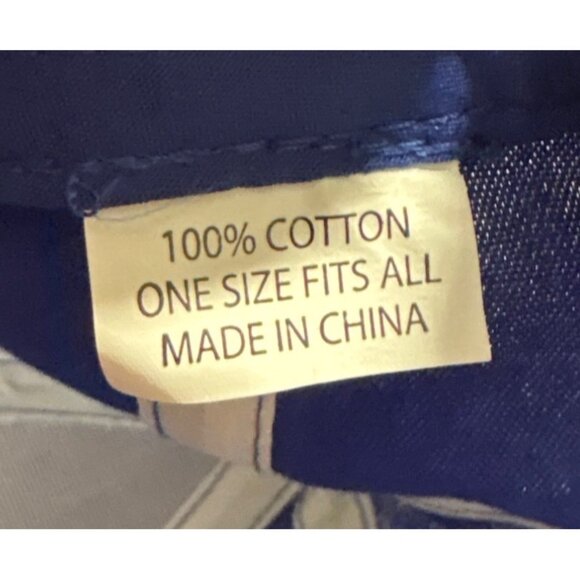 100% COTTON
ONE SIZE FITS ALL
MADE IN CHINA